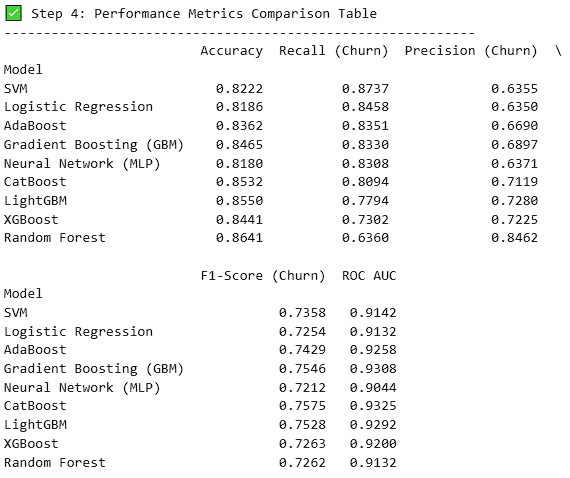 ✅ Step 4: Performance Metrics Comparison Table
------------------------------------------------------------
Accuracy Recall (Churn) Precision (Churn) \
Model
SVM 0.8222 0.8737 0.6355
Logistic Regression 0.8186 0.8458 0.6350
AdaBoost 0.8362 0.8351 0.6690
Gradient Boosting (GBM) 0.8465 0.8330 0.6897
Neural Network (MLP) 0.8180 0.8308 0.6371
CatBoost 0.8532 0.8094 0.7119
LightGBM 0.8550 0.7794 0.7280
XGBoost 0.8441 0.7302 0.7225
Random Forest 0.8641 0.6360 0.8462
F1-Score (Churn) ROC AUC
Model
SVM 0.7358 0.9142
Logistic Regression 0.7254 0.9132
AdaBoost 0.7429 0.9258
Gradient Boosting (GBM) 0.7546 0.9308
Neural Network (MLP) 0.7212 0.9044
CatBoost 0.7575 0.9325
LightGBM 0.7528 0.9292
XGBoost 0.7263 0.9200
Random Forest 0.7262 0.9132